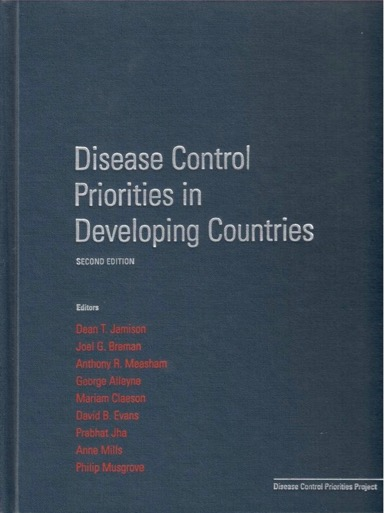 Disease Control
Priorities in
Developing Countries
SECOND EDITION
Editors
Dean T. Jamison
Joel G. Breman
Anthony R. Measham
George Alleyne
Mariam Claeson
David B. Evans
Prabhat Jha
Anne Mills
Philip Musgrove
Disease Control Priorities Project